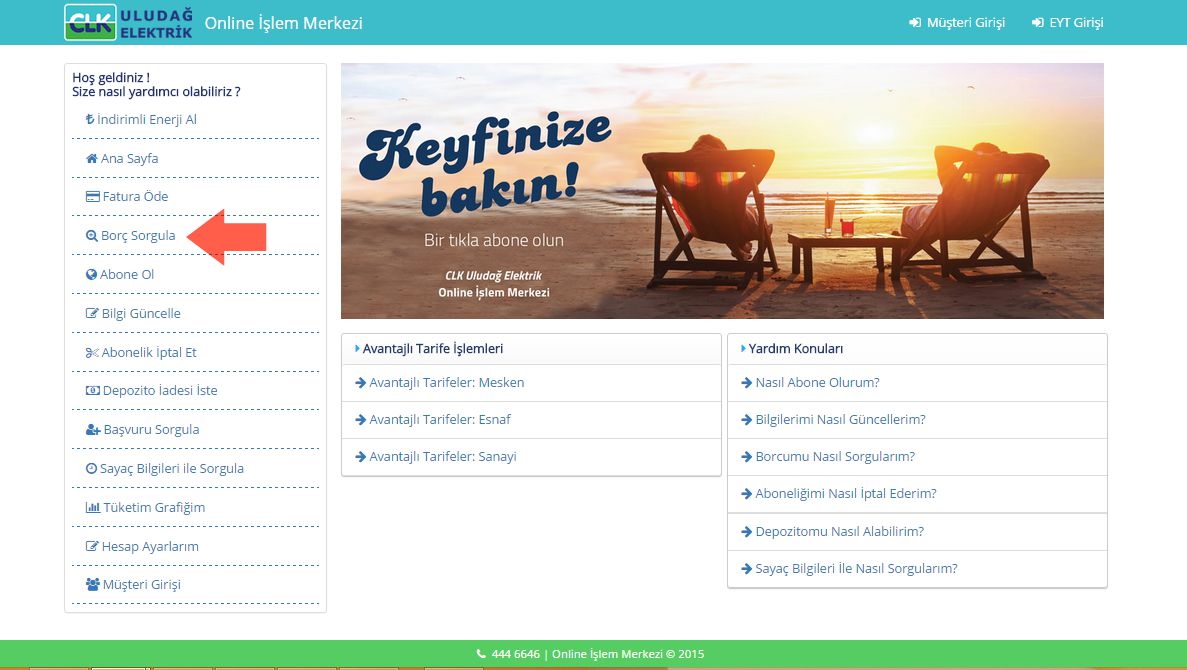 CLK ULUDAĞ
ELEKTRİK
Online İşlem Merkezi
Müşteri Girişi
EYT Girişi
Hoş geldiniz !
Size nasıl yardımcı olabiliriz ?
İndirimli Enerji Al
Ana Sayfa
Fatura Öde
Borç Sorgula
Abone Ol
Bilgi Güncelle
Abonelik İptal Et
Depozito İadesi İste
Başvuru Sorgula
Sayaç Bilgileri ile Sorgula
Tüketim Grafiğim
Hesap Ayarlarım
Müşteri Girişi
Keyfinize
bakın!
Bir tıkla abone olun
CLK Uludağ Elektrik
Online İşlem Merkezi
Avantajlı Tarife İşlemleri
Avantajlı Tarifeler: Mesken
Avantajlı Tarifeler: Esnaf
Avantajlı Tarifeler: Sanayi
Yardım Konuları
Nasıl Abone Olurum?
Bilgilerimi Nasıl Güncellerim?
Borcumu Nasıl Sorgularım?
Aboneliğimi Nasıl İptal Ederim?
Depozitomu Nasıl Alabilirim?
Sayaç Bilgileri İle Nasıl Sorgularım?
444 6646 | Online İşlem Merkezi © 2015